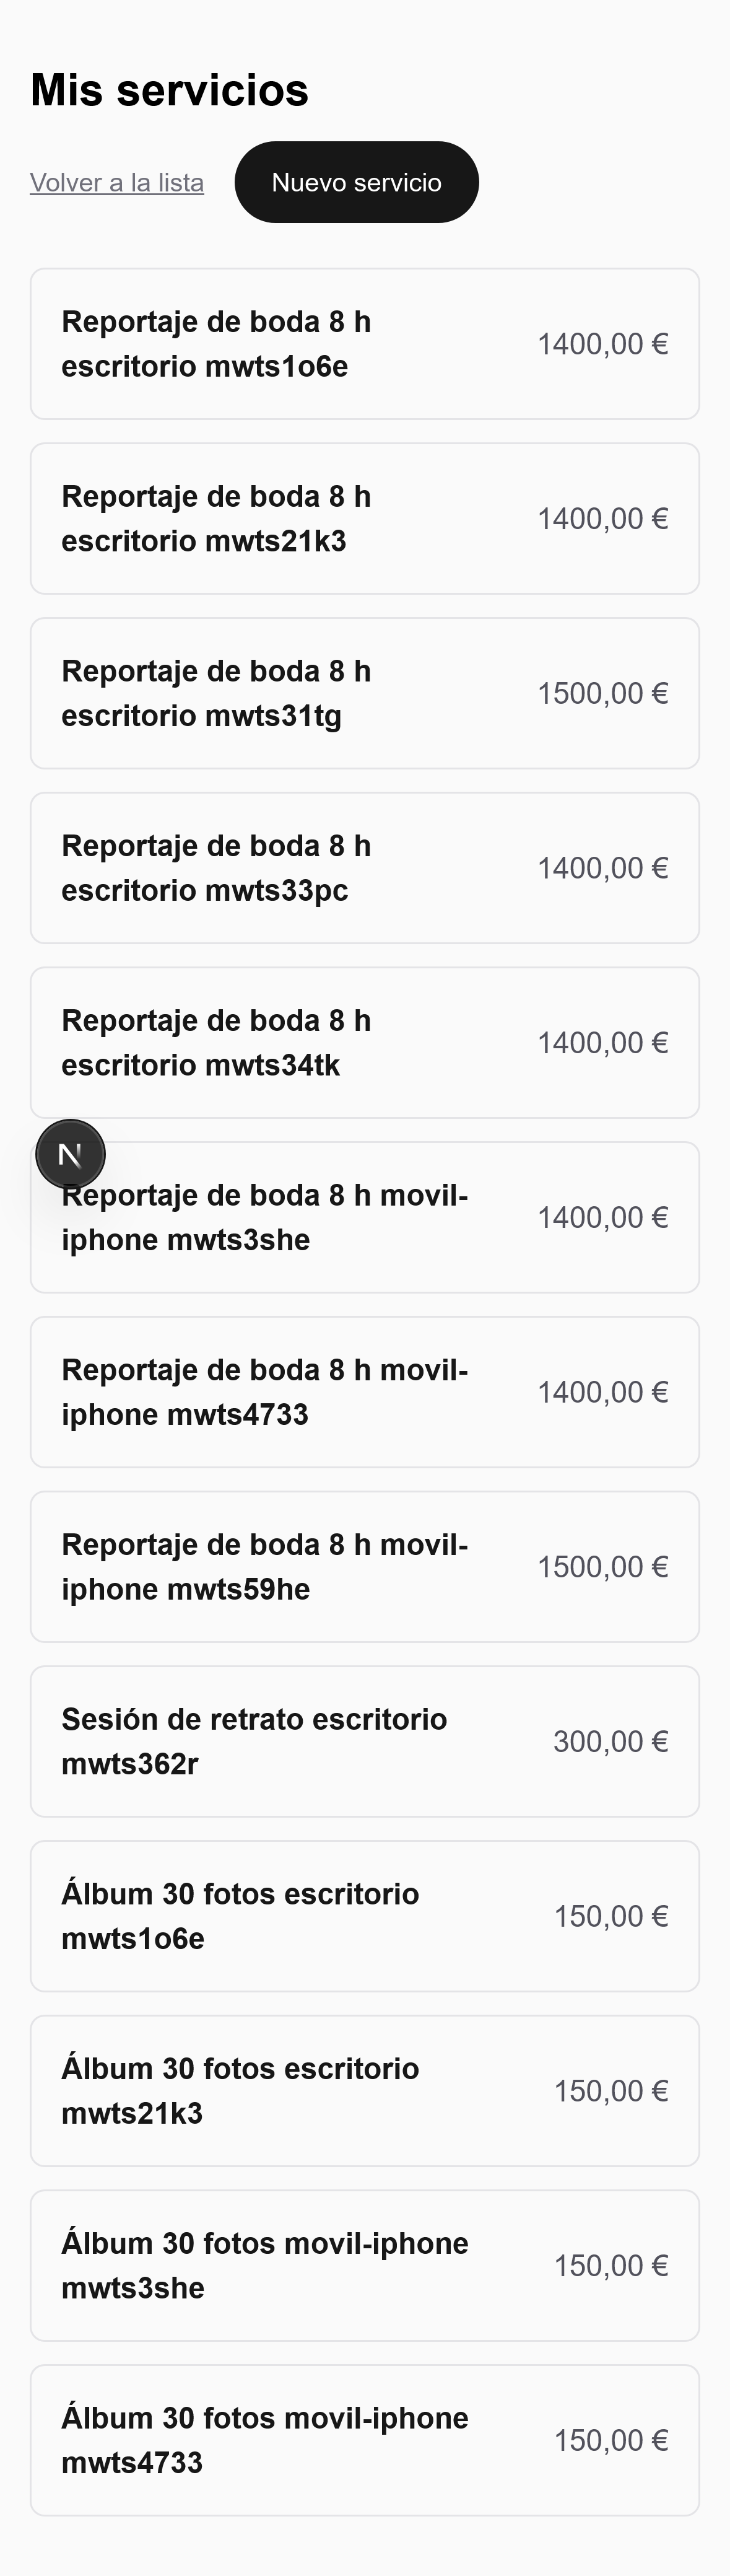 Mis servicios
Volver a la lista
Nuevo servicio
Reportaje de boda 8 h
escritorio mwts1o6e
1400,00 €
Reportaje de boda 8 h
escritorio mwts21k3
1400,00 €
Reportaje de boda 8 h
escritorio mwts31tg
1500,00 €
Reportaje de boda 8 h
escritorio mwts33pc
1400,00 €
Reportaje de boda 8 h
escritorio mwts34tk
1400,00 €
N
Reportaje de boda 8 h movil-
iphone mwts3she
1400,00 €
Reportaje de boda 8 h movil-
iphone mwts4733
1400,00 €
Reportaje de boda 8 h movil-
iphone mwts59he
1500,00 €
Sesión de retrato escritorio
mwts362r
300,00 €
Álbum 30 fotos escritorio
mwts1o6e
150,00 €
Álbum 30 fotos escritorio
mwts21k3
150,00 €
Álbum 30 fotos movil-iphone
mwts3she
150,00 €
Álbum 30 fotos movil-iphone
mwts4733
150,00 €